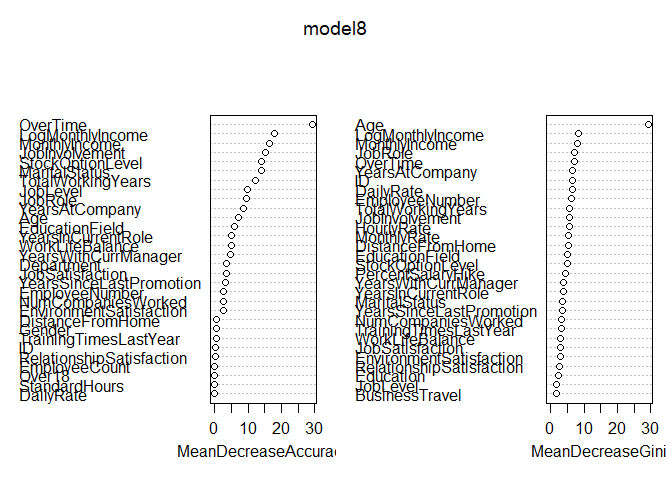 model8
OverTime
LogMonthlyIncome
MonthlyIncome
JobInvolvement
StockOptionLevel
MaritalStatus
TotalWorkingYears
JobLevel
JobRole
YearsAtCompany
Age
EducationField
YearsInCurrentRole
WorkLifeBalance
YearsWithCurrManager
Department
JobSatisfaction
YearsSinceLastPromotion
EmployeeNumber
NumCompaniesWorked
EnvironmentSatisfaction
DistanceFromHome
Gender
TrainingTimesLastYear
ID
RelationshipSatisfaction
EmployeeCount
Over18
StandardHours
DailyRate
0 10 20 30
MeanDecreaseAccurac
Age
LogMonthlyIncome
MonthlyIncome
JobRole
OverTime
YearsAtCompany
ID
DailyRate
EmployeeNumber
TotalWorkingYears
JobInvolvement
HourlyRate
MonthlyRate
DistanceFromHome
EducationField
StockOptionLevel
PercentSalaryHike
YearsWithCurrManager
YearsInCurrentRole
MaritalStatus
YearsSinceLastPromotion
NumCompaniesWorked
TrainingTimesLastYear
WorkLifeBalance
JobSatisfaction
EnvironmentSatisfaction
RelationshipSatisfaction
Education
JobLevel
BusinessTravel
0 10 20 30
MeanDecreaseGini